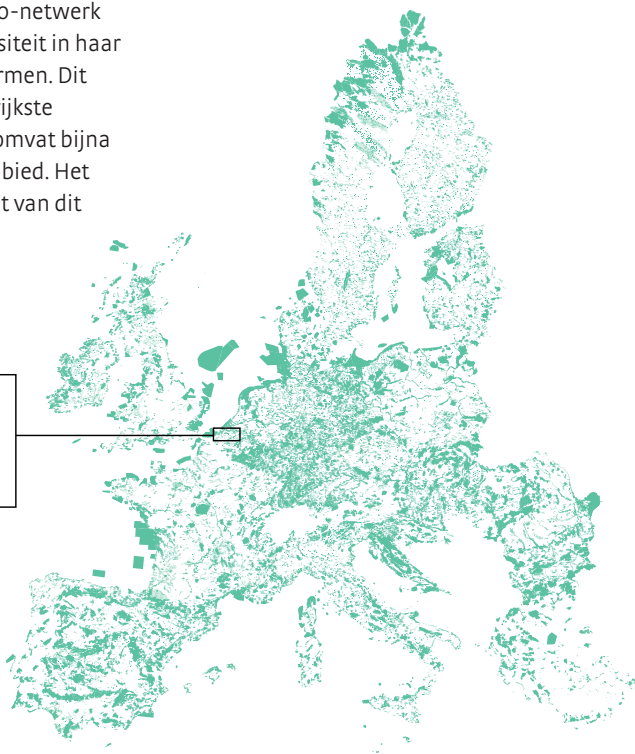 o-netwerk
siteit in haar
rmen. Dit
ijkste
omvat bijna
bied. Het
t van dit